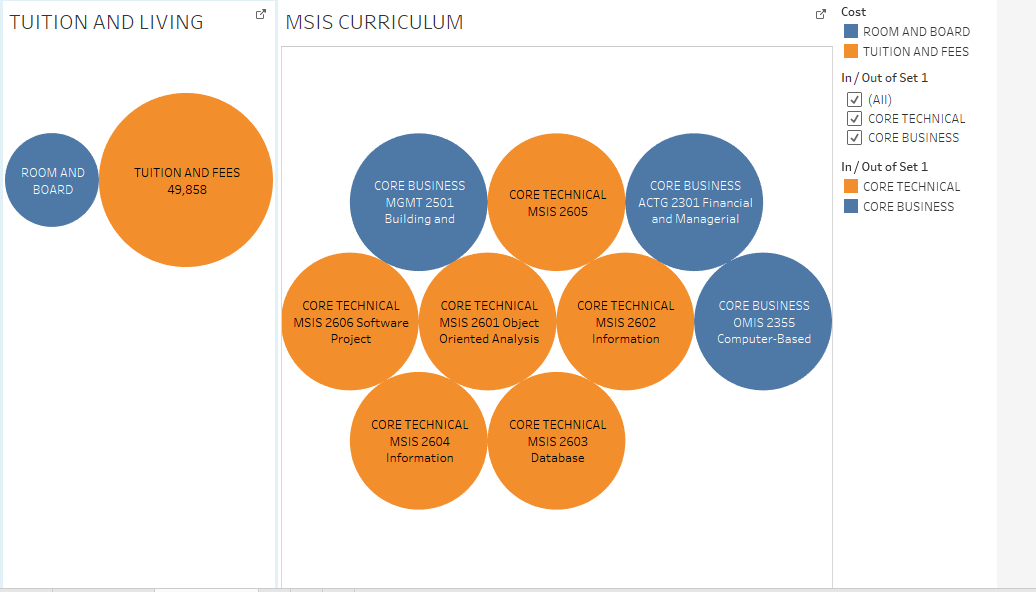 TUITION AND LIVING
ROOM AND
BOARD
TUITION AND FEES
49,858
MSIS CURRICULUM
CORE BUSINESS
MGMT 2501
Building and
CORE TECHNICAL
MSIS 2605
CORE BUSINESS
ACTG 2301 Financial
and Managerial
CORE TECHNICAL
MSIS 2606 Software
Project
CORE TECHNICAL
MSIS 2601 Object
Oriented Analysis
CORE TECHNICAL
MSIS 2602
Information
CORE BUSINESS
OMIS 2355
Computer-Based
CORE TECHNICAL
MSIS 2604
Information
CORE TECHNICAL
MSIS 2603
Database
Cost
ROOM AND BOARD
TUITION AND FEES
In / Out of Set 1
(All)
CORE TECHNICAL
CORE BUSINESS
In / Out of Set 1
CORE TECHNICAL
CORE BUSINESS